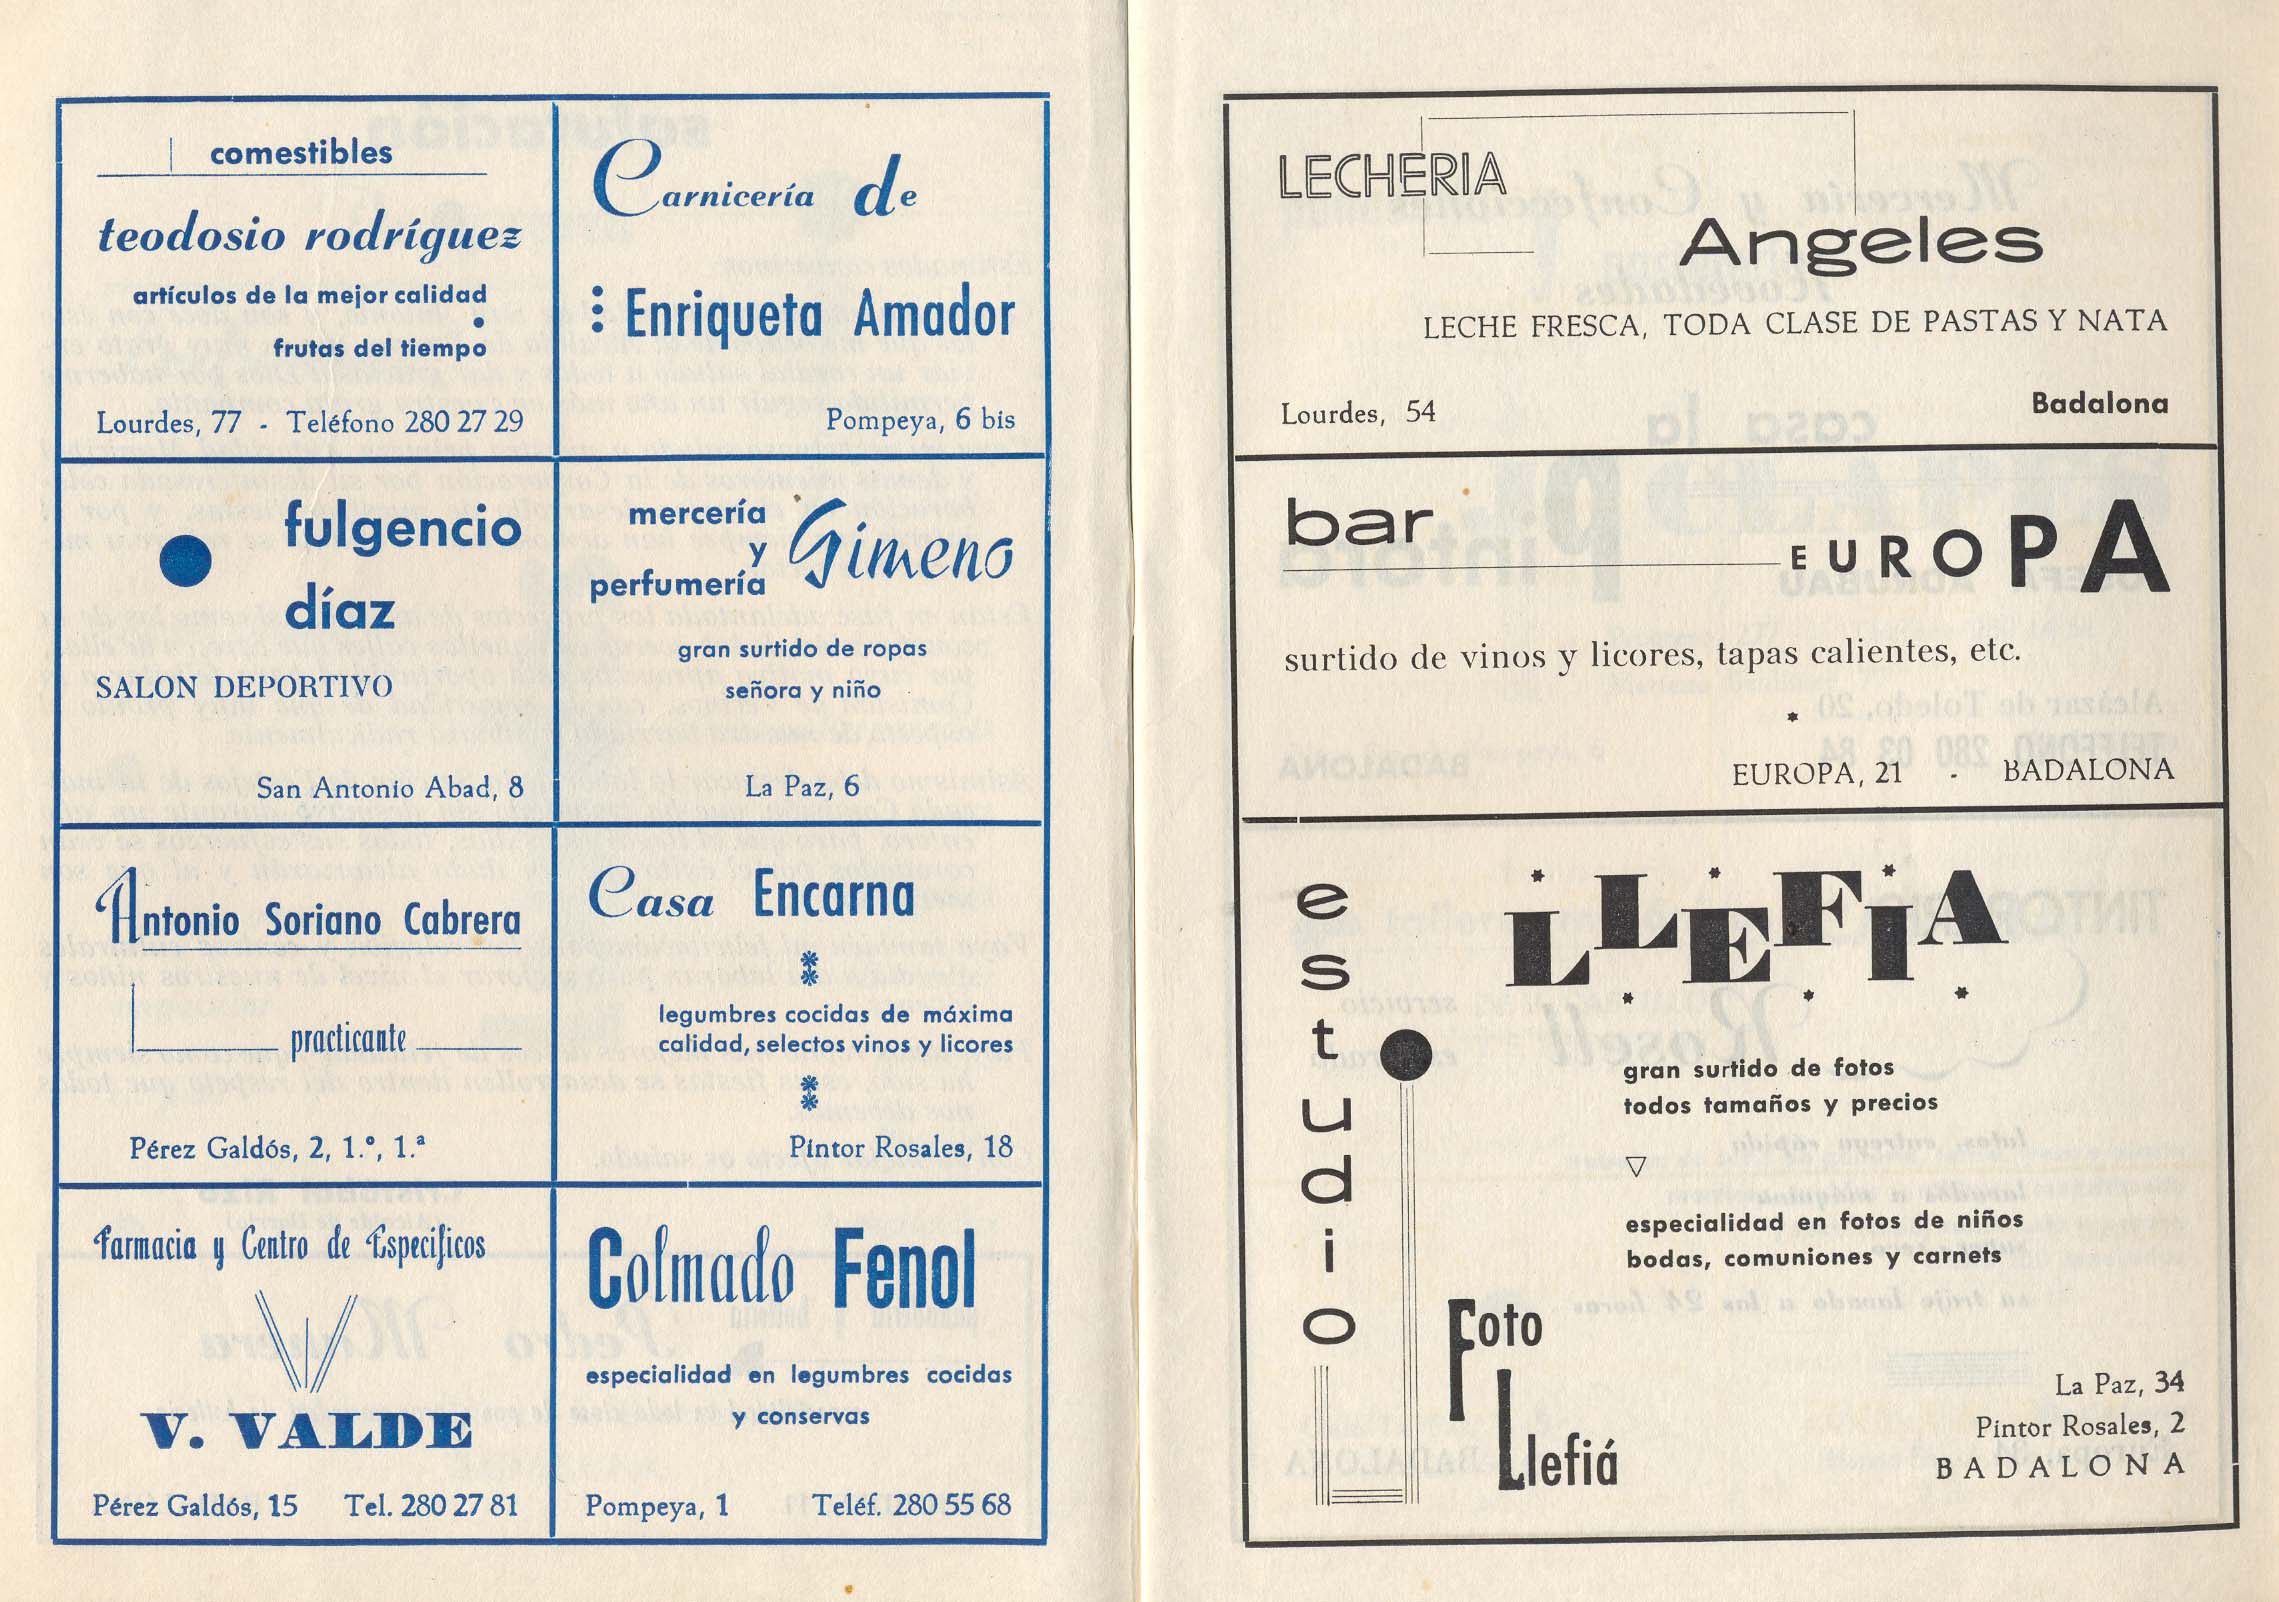 comestibles
teodosio rodríguez
artículos de la mejor calidad
frutas del tiempo
Lourdes, 77 - Teléfono 280 27 29
Carnicería de
Enriqueta Amador
Pompeya, 6 bis
fulgencio
díaz
SALON DEPORTIVO
San Antonio Abad, 8
mercería
y
perfumería
Gimeno
gran surtido de ropas
señora y niño
La Paz, 6
Antonio Soriano Cabrera
practicante
Pérez Galdós, 2, 1.º, 1.ª
Casa Encarna
legumbres cocidas de máxima
calidad, selectos vinos y licores
Pintor Rosales, 18
Farmacia y Centro de Específicos
V. VALDE
Pérez Galdós, 15 Tel. 280 27 81
Colmado Fenol
especialidad en legumbres cocidas
y conservas
Pompeya, 1 Teléf. 280 55 68
LECHERIA
Angeles
LECHE FRESCA, TODA CLASE DE PASTAS Y NATA
Lourdes, 54 Badalona
bar EUROPA
surtido de vinos y licores, tapas calientes, etc.
EUROPA, 21 - BADALONA
estudio
LLEFIA
gran surtido de fotos
todos tamaños y precios
especialidad en fotos de niños
bodas, comuniones y carnets
Foto
Llefiá
La Paz, 34
Pintor Rosales, 2
BADALONA